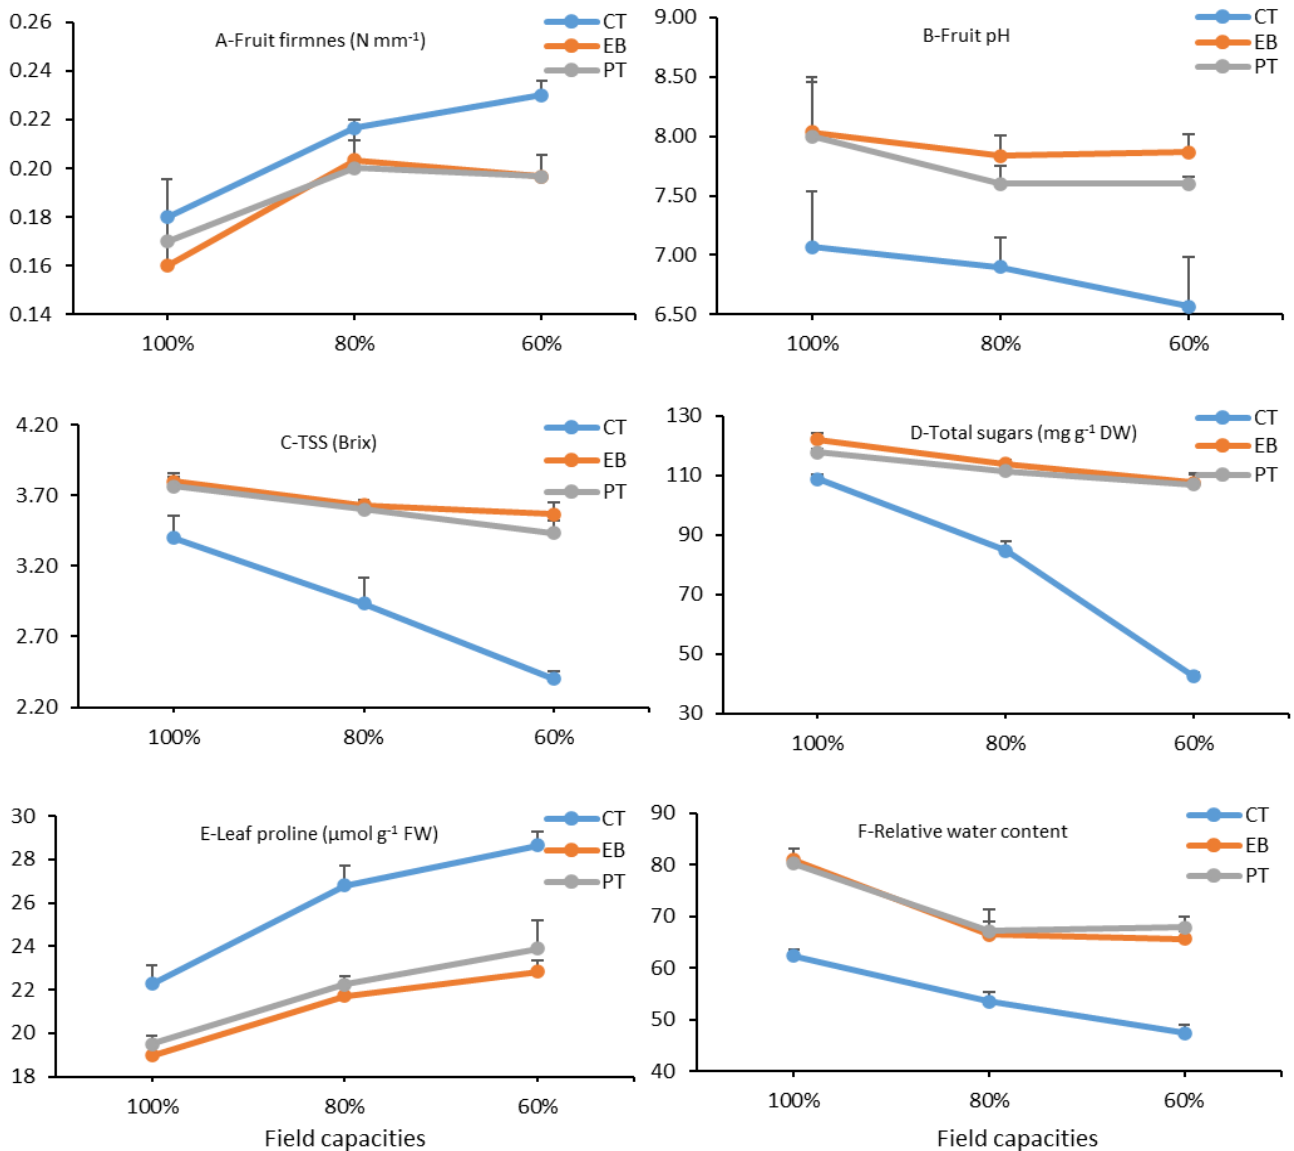 A-Fruit firmnes (N mm⁻¹)
CT
EB
PT
0.26
0.24
0.22
0.20
0.18
0.16
0.14
100% 80% 60%
B-Fruit pH
CT
EB
PT
9.00
8.50
8.00
7.50
7.00
6.50
100% 80% 60%
C-TSS (Brix)
CT
EB
PT
4.20
3.70
3.20
2.70
2.20
100% 80% 60%
D-Total sugars (mg g⁻¹ DW)
CT
EB
PT
130
110
90
70
50
30
100% 80% 60%
E-Leaf proline (µmol g⁻¹ FW)
CT
EB
PT
30
28
26
24
22
20
18
100% 80% 60%
Field capacities
F-Relative water content
CT
EB
PT
90
80
70
60
50
40
100% 80% 60%
Field capacities